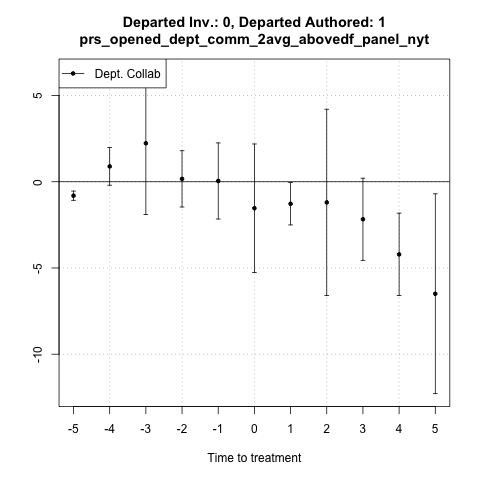 Departed Inv.: 0, Departed Authored: 1
prs_opened_dept_comm_2avg_abovedf_panel_nyt
Dept. Collab
5
0
-5
-10
-5 -4 -3 -2 -1 0 1 2 3 4 5
Time to treatment